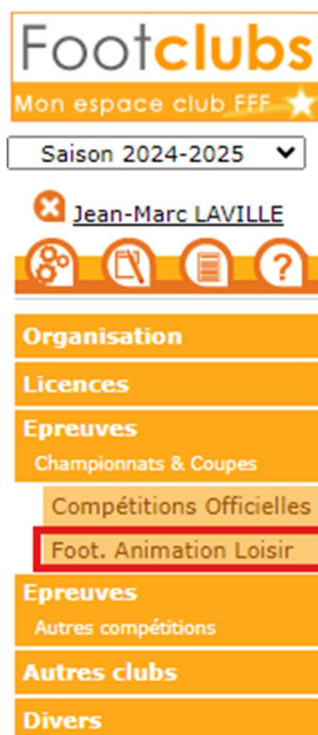 Footclubs
Mon espace club FFF
Saison 2024-2025
Jean-Marc LAVILLE
?
Organisation
Licences
Epreuves
Championnats & Coupes
Compétitions Officielles
Foot. Animation Loisir
Epreuves
Autres compétitions
Autres clubs
Divers